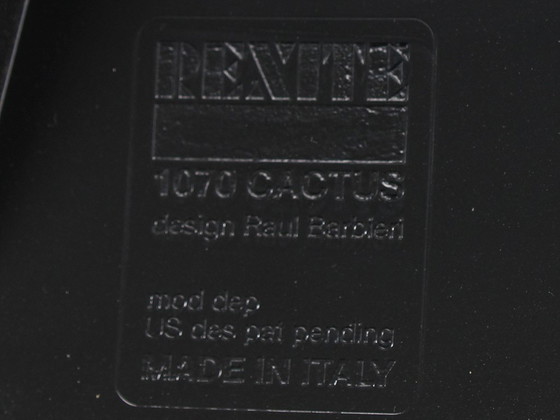 REXITE
1070 CACTUS
design Raul Barbieri
mod dep
US des pat pending
MADE IN ITALY